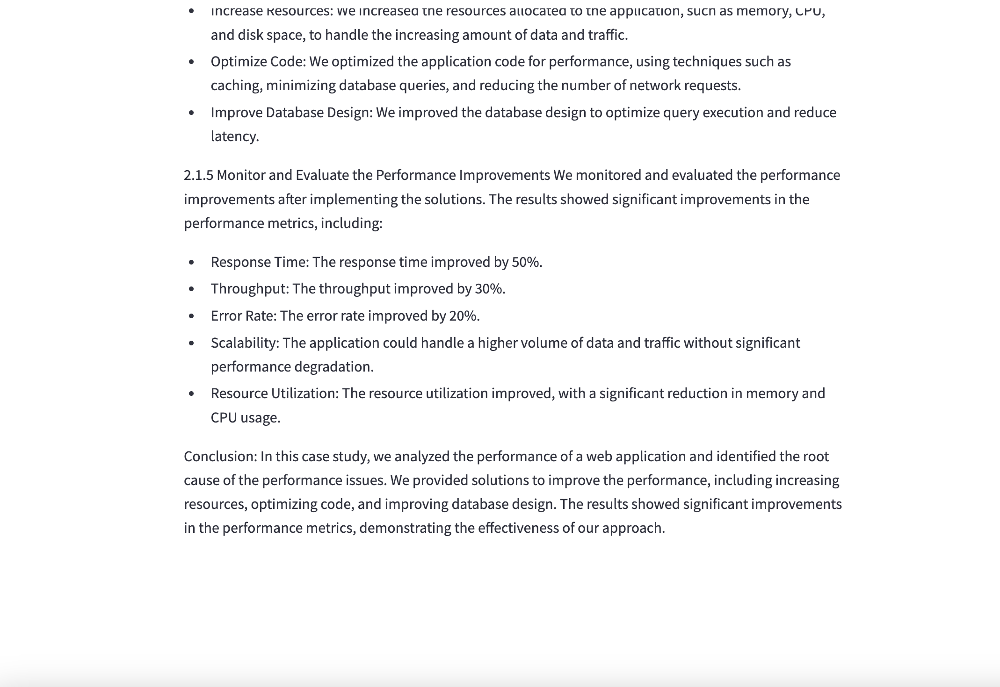 • Increase Resources: We increased the resources allocated to the application, such as memory, CPU,
and disk space, to handle the increasing amount of data and traffic.
• Optimize Code: We optimized the application code for performance, using techniques such as
caching, minimizing database queries, and reducing the number of network requests.
• Improve Database Design: We improved the database design to optimize query execution and reduce
latency.
2.1.5 Monitor and Evaluate the Performance Improvements We monitored and evaluated the performance
improvements after implementing the solutions. The results showed significant improvements in the
performance metrics, including:
• Response Time: The response time improved by 50%.
• Throughput: The throughput improved by 30%.
• Error Rate: The error rate improved by 20%.
• Scalability: The application could handle a higher volume of data and traffic without significant
performance degradation.
• Resource Utilization: The resource utilization improved, with a significant reduction in memory and
CPU usage.
Conclusion: In this case study, we analyzed the performance of a web application and identified the root
cause of the performance issues. We provided solutions to improve the performance, including increasing
resources, optimizing code, and improving database design. The results showed significant improvements
in the performance metrics, demonstrating the effectiveness of our approach.